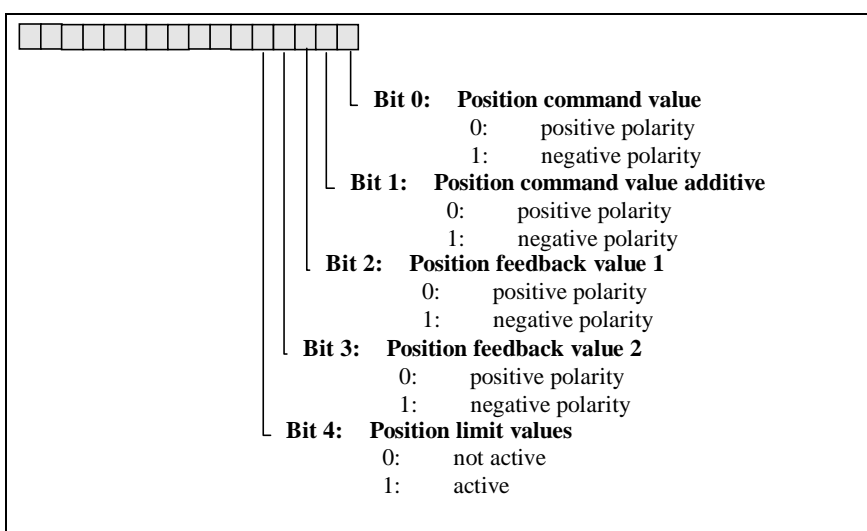 Bit 0: Position command value
0: positive polarity
1: negative polarity
Bit 1: Position command value additive
0: positive polarity
1: negative polarity
Bit 2: Position feedback value 1
0: positive polarity
1: negative polarity
Bit 3: Position feedback value 2
0: positive polarity
1: negative polarity
Bit 4: Position limit values
0: not active
1: active